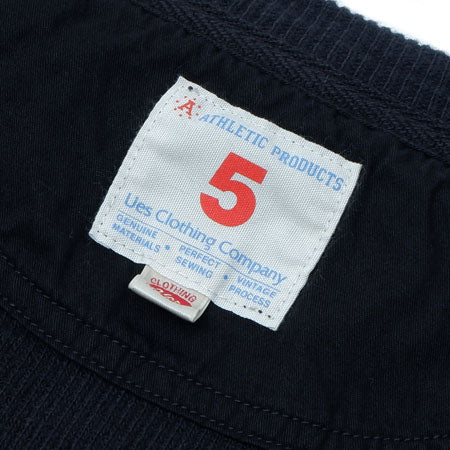 A ATHLETIC PRODUCTS
5
Ues Clothing Company
GENUINE MATERIALS • PERFECT SEWING • VINTAGE PROCESS
CLOTHING